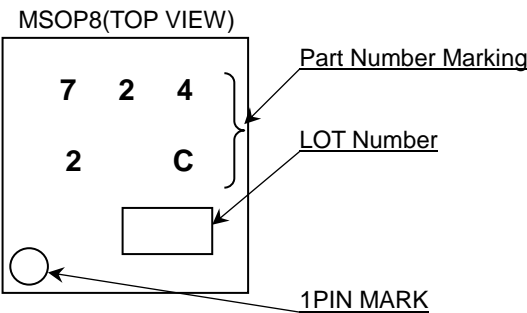 MSOP8(TOP VIEW)
Part Number Marking
7 2 4
LOT Number
2 C
1PIN MARK